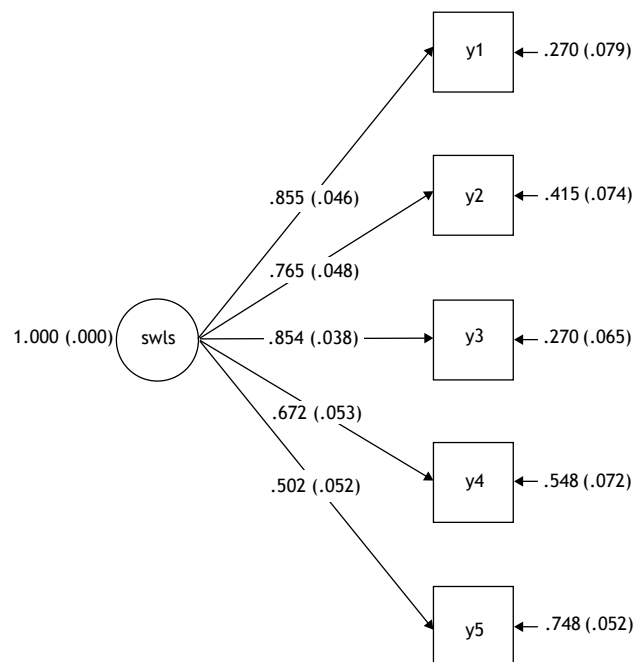 y1
.270 (.079)
.855 (.046)
y2
.415 (.074)
.765 (.048)
1.000 (.000)
swls
.854 (.038)
y3
.270 (.065)
.672 (.053)
y4
.548 (.072)
.502 (.052)
y5
.748 (.052)